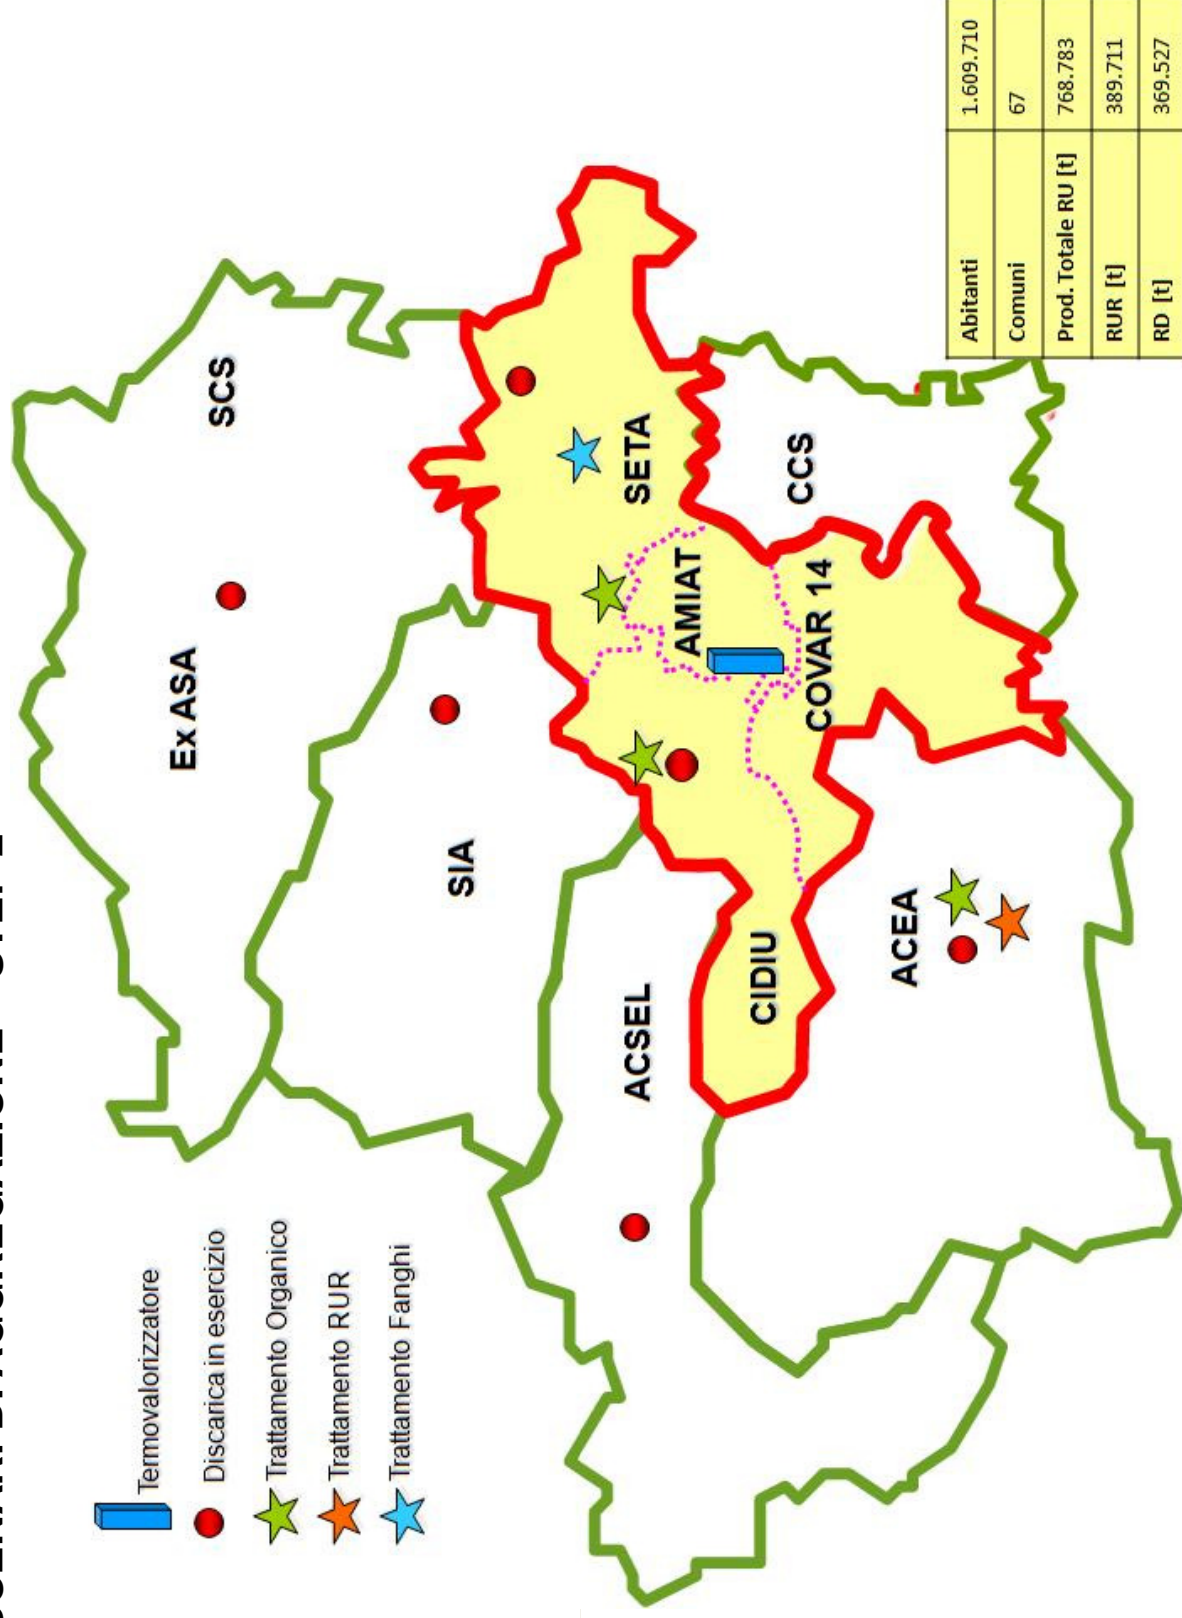 Termovalorizzatore
Discarica in esercizio
Trattamento Organico
Trattamento RUR
Trattamento Fanghi
Ex ASA
SCS
SIA
ACSEL
SETA
AMIAT
CIDIU
CCS
COVAR 14
ACEA
Abitanti 1.609.710
Comuni 67
Prod. Totale RU [t] 768.783
RUR [t] 389.711
RD [t] 369.527